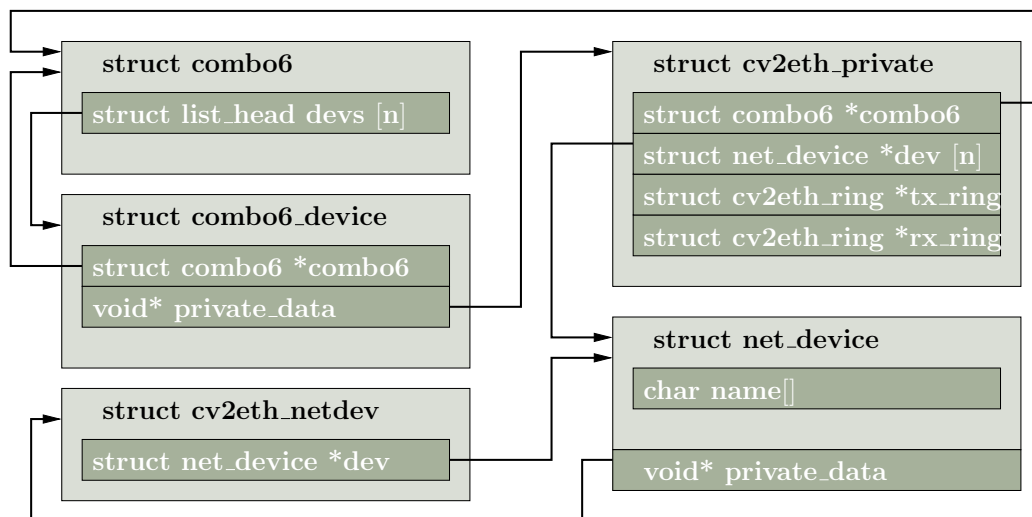 struct combo6
struct list_head devs [n]
struct combo6_device
struct combo6 *combo6
void* private_data
struct cv2eth_netdev
struct net_device *dev
struct cv2eth_private
struct combo6 *combo6
struct net_device *dev [n]
struct cv2eth_ring *tx_ring
struct cv2eth_ring *rx_ring
struct net_device
char name[]
void* private_data